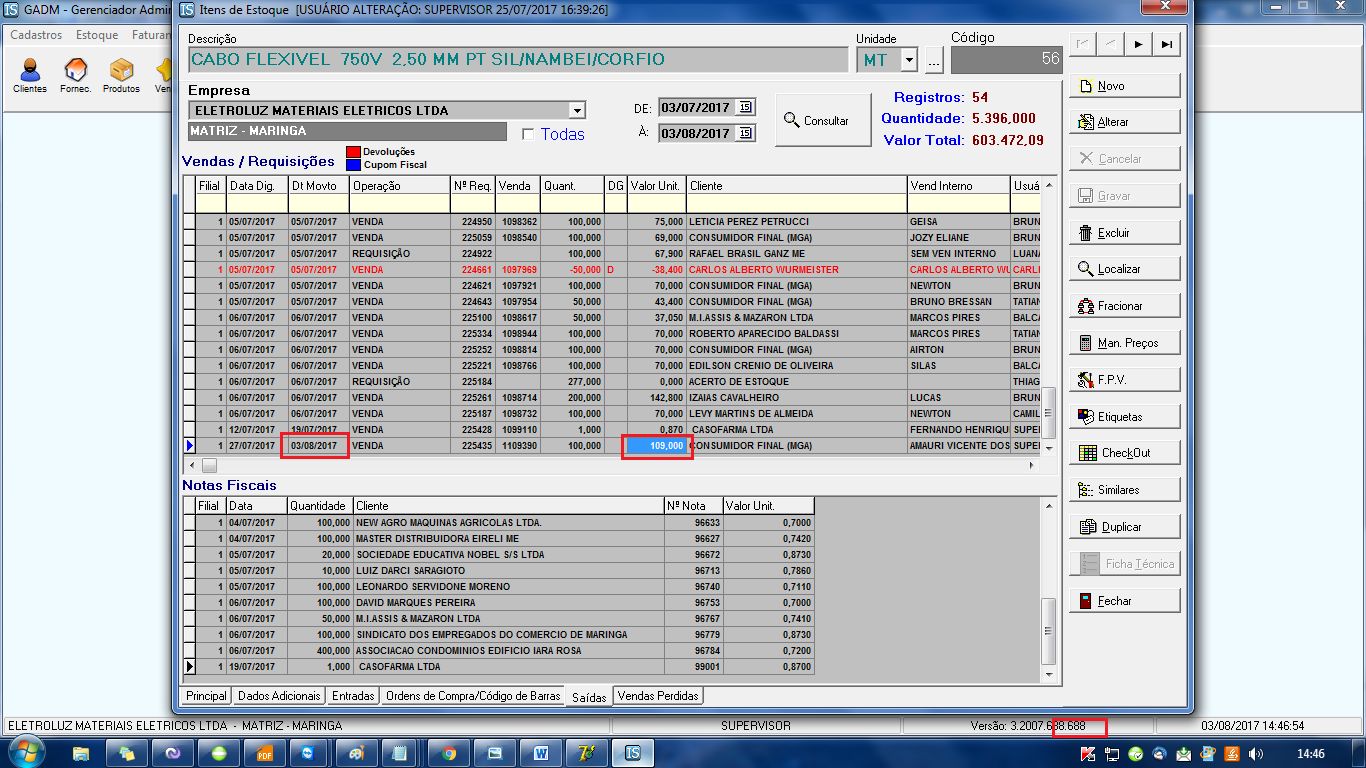 GADM - Gerenciador Admin
Itens de Estoque [USUÁRIO ALTERAÇÃO: SUPERVISOR 25/07/2017 16:39:26]
Cadastros Estoque Faturan
Clientes Fornec. Produtos Ven
Descrição Unidade Código
CABO FLEXIVEL 750V 2,50 MM PT SIL/NAMBEI/CORFIO MT ... 56
Empresa
ELETROLUZ MATERIAIS ELETRICOS LTDA
MATRIZ - MARINGA Todas
DE: 03/07/2017 15
À: 03/08/2017 15
Consultar
Registros: 54
Quantidade: 5.396,000
Valor Total: 603.472,09
Vendas / Requisições Devoluções
Cupom Fiscal
Filial Data Dig. Dt Movto Operação Nº Req. Venda Quant. DG Valor Unit. Cliente Vend Interno Usuá
1 05/07/2017 05/07/2017 VENDA 224950 1098362 100,000 75,000 LETICIA PEREZ PETRUCCI GEISA BRUN
1 05/07/2017 05/07/2017 VENDA 225059 1098540 100,000 69,000 CONSUMIDOR FINAL (MGA) JOZY ELIANE BRUN
1 05/07/2017 05/07/2017 REQUISIÇÃO 224922 100,000 67,900 RAFAEL BRASIL GANZ ME SEM VEN INTERNO LUANA
1 05/07/2017 05/07/2017 VENDA 224661 1097969 -50,000 D -38,400 CARLOS ALBERTO WURMEISTER CARLOS ALBERTO WU CARLI
1 05/07/2017 05/07/2017 VENDA 224621 1097921 100,000 70,000 CONSUMIDOR FINAL (MGA) NEWTON BRUN
1 05/07/2017 05/07/2017 VENDA 224643 1097954 50,000 43,400 CONSUMIDOR FINAL (MGA) BRUNO BRESSAN TATIAN
1 06/07/2017 06/07/2017 VENDA 225100 1098617 50,000 37,050 M.I.ASSIS & MAZARON LTDA MARCOS PIRES BALCA
1 06/07/2017 06/07/2017 VENDA 225334 1098944 100,000 70,000 ROBERTO APARECIDO BALDASSI MARCOS PIRES TATIAN
1 06/07/2017 06/07/2017 VENDA 225252 1098814 100,000 70,000 CONSUMIDOR FINAL (MGA) AIRTON BRUN
1 06/07/2017 06/07/2017 VENDA 225221 1098766 100,000 70,000 EDILSON CRENIO DE OLIVEIRA SILAS BALCA
1 06/07/2017 06/07/2017 REQUISIÇÃO 225184 277,000 0,000 ACERTO DE ESTOQUE THIAG
1 06/07/2017 06/07/2017 VENDA 225261 1098714 200,000 142,800 IZAIAS CAVALHEIRO LUCAS BRUN
1 06/07/2017 06/07/2017 VENDA 225187 1098732 100,000 70,000 LEVY MARTINS DE ALMEIDA NEWTON CAMIL
1 12/07/2017 19/07/2017 VENDA 225428 1099110 1,000 0,870 CASOFARMA LTDA FERNANDO HENRIQU SUPE
1 27/07/2017 03/08/2017 VENDA 225435 1109390 100,000 109,000 CONSUMIDOR FINAL (MGA) AMAURI VICENTE DOS SUPE
Notas Fiscais
Filial Data Quantidade Cliente Nº Nota Valor Unit.
1 04/07/2017 100,000 NEW AGRO MAQUINAS AGRICOLAS LTDA. 96633 0,7000
1 04/07/2017 100,000 MASTER DISTRIBUIDORA EIRELI ME 96627 0,7420
1 05/07/2017 20,000 SOCIEDADE EDUCATIVA NOBEL S/S LTDA 96672 0,8730
1 05/07/2017 10,000 LUIZ DARCI SARAGIOTO 96713 0,7860
1 05/07/2017 100,000 LEONARDO SERVIDONE MORENO 96740 0,7110
1 06/07/2017 100,000 DAVID MARQUES PEREIRA 96753 0,7000
1 06/07/2017 50,000 M.I.ASSIS & MAZARON LTDA 96767 0,7410
1 06/07/2017 100,000 SINDICATO DOS EMPREGADOS DO COMERCIO DE MARINGA 96779 0,8730
1 06/07/2017 400,000 ASSOCIACAO CONDOMINIOS EDIFICIO IARA ROSA 96784 0,7200
1 19/07/2017 1,000 CASOFARMA LTDA 99001 0,8700
Principal Dados Adicionais Entradas Ordens de Compra/Código de Barras Saídas Vendas Perdidas
Novo
Alterar
Cancelar
Gravar
Excluir
Localizar
Fracionar
Man. Preços
F.P.V.
Etiquetas
CheckOut
Similares
Duplicar
Ficha Técnica
Fechar
ELETROLUZ MATERIAIS ELETRICOS LTDA - MATRIZ - MARINGA SUPERVISOR Versão: 3.2007.688.688 03/08/2017 14:46:54
PDF W IS 14:46